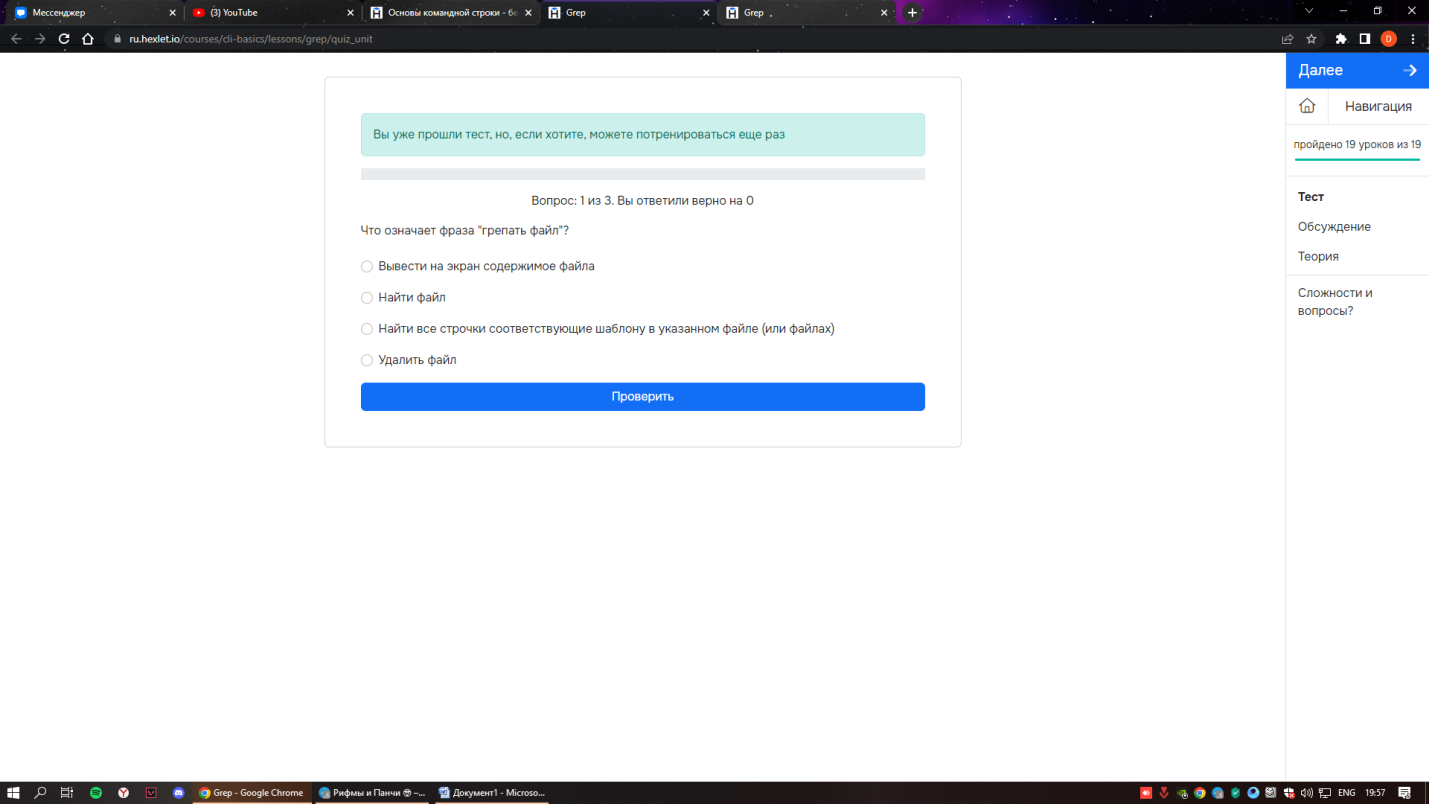 Мессенджер
(3) YouTube
Основы командной строки - бе
Grep
Grep
ru.hexlet.io/courses/cli-basics/lessons/grep/quiz_unit
D
Далее
Навигация
пройдено 19 уроков из 19
Тест
Обсуждение
Теория
Сложности и
вопросы?
Вы уже прошли тест, но, если хотите, можете потренироваться еще раз
Вопрос: 1 из 3. Вы ответили верно на 0
Что означает фраза "грепать файл"?
Вывести на экран содержимое файла
Найти файл
Найти все строчки соответствующие шаблону в указанном файле (или файлах)
Удалить файл
Проверить
Grep - Google Chrome
Рифмы и Панчи 😎 –...
Документ1 - Microso...
ENG
19:57